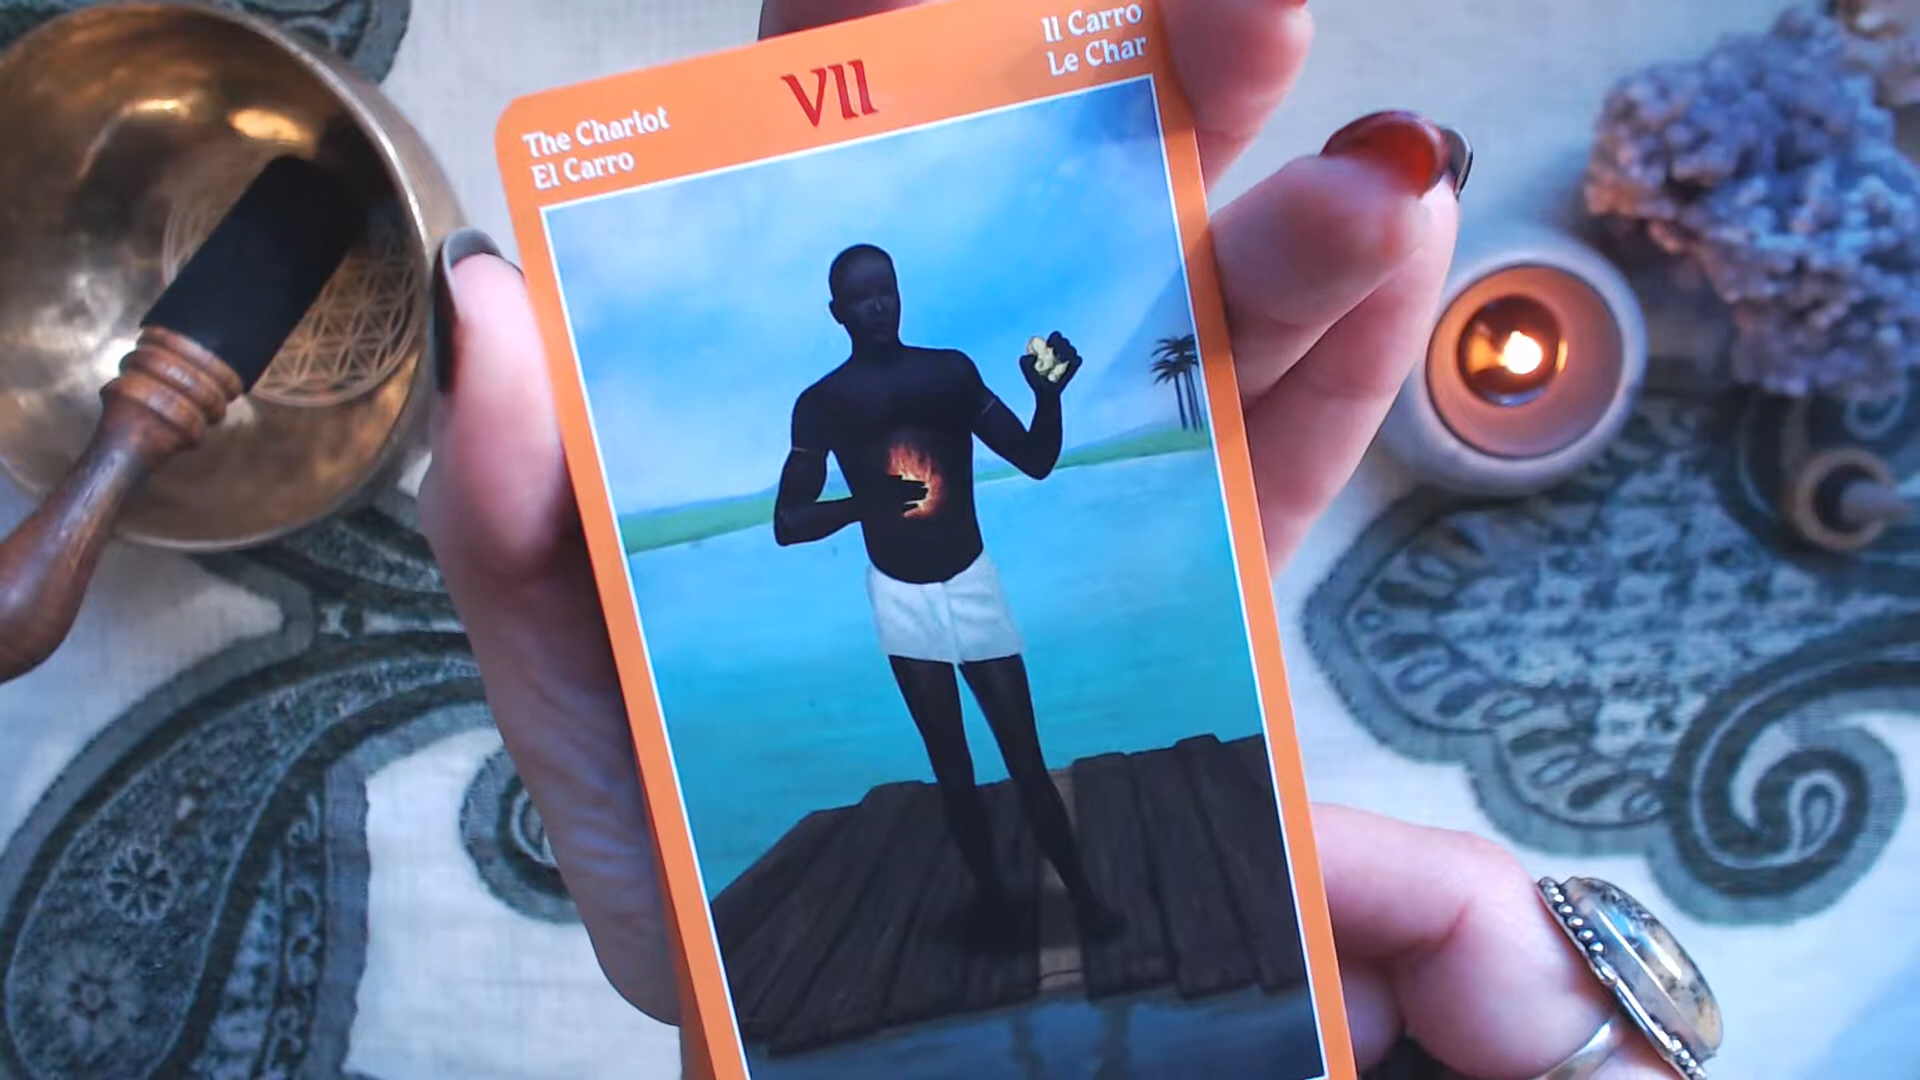 The Chariot
El Carro
VII
Il Carro
Le Char